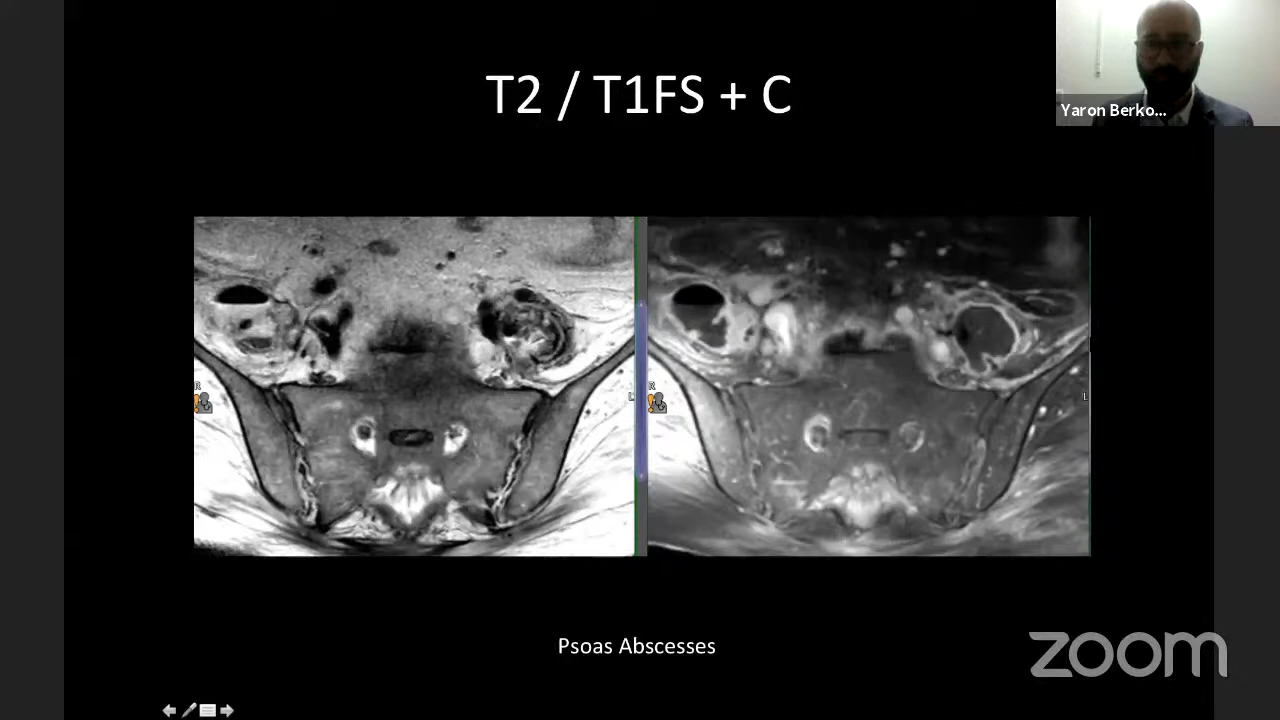 T2 / T1FS + C
Yaron Berko...
R
L
R
L
Psoas Abscesses
zoom